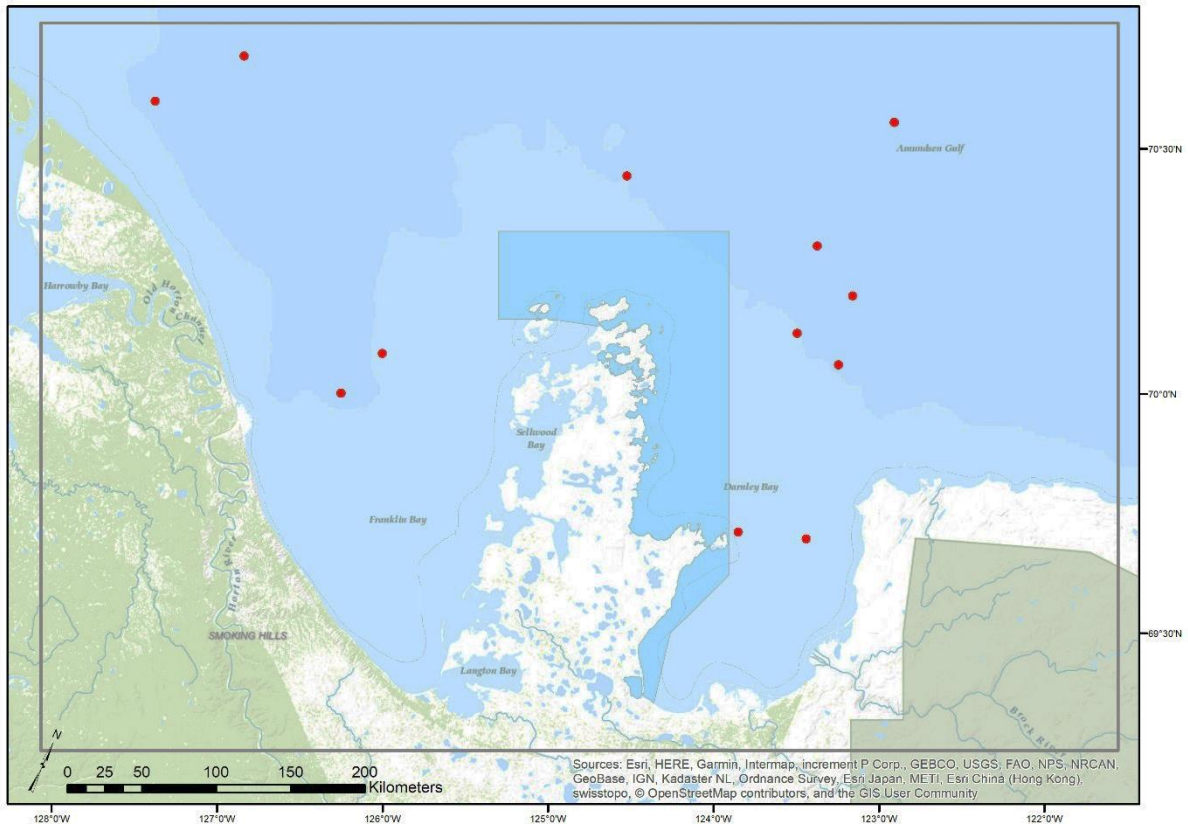 Amundsen Gulf
70°30'N
Harrowby Bay
Old Horton Channel
70°0'N
Sellwood
Bay
Darnley Bay
Franklin Bay
Horton River
SMOKING HILLS
69°30'N
Langton Bay
Brock River
N
0 25 50 100 150 200
Kilometers
Sources: Esri, HERE, Garmin, Intermap, increment P Corp., GEBCO, USGS, FAO, NPS, NRCAN,
GeoBase, IGN, Kadaster NL, Ordnance Survey, Esri Japan, METI, Esri China (Hong Kong),
swisstopo, © OpenStreetMap contributors, and the GIS User Community
128°0'W 127°0'W 126°0'W 125°0'W 124°0'W 123°0'W 122°0'W